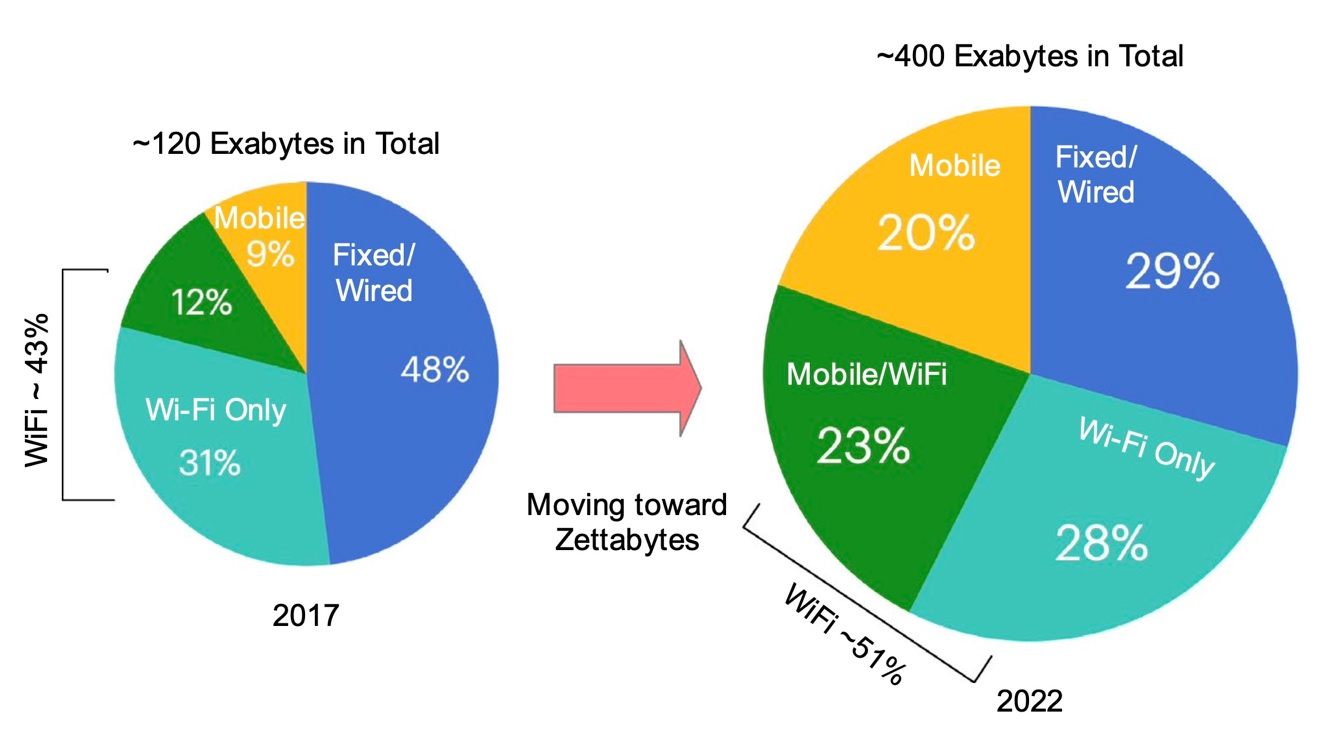 ~120 Exabytes in Total
Mobile
9%
Fixed/
Wired
48%
12%
Wi-Fi Only
31%
WiFi ~ 43%
2017
Moving toward
Zettabytes
~400 Exabytes in Total
Mobile
20%
Fixed/
Wired
29%
Mobile/WiFi
23%
Wi-Fi Only
28%
WiFi ~51%
2022